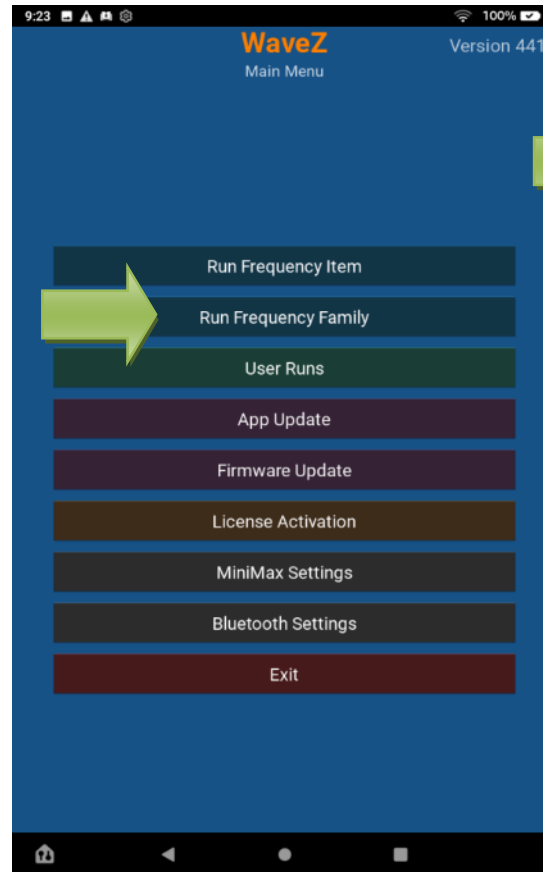 9:23 100%
WaveZ Version 441
Main Menu
Run Frequency Item
Run Frequency Family
User Runs
App Update
Firmware Update
License Activation
MiniMax Settings
Bluetooth Settings
Exit